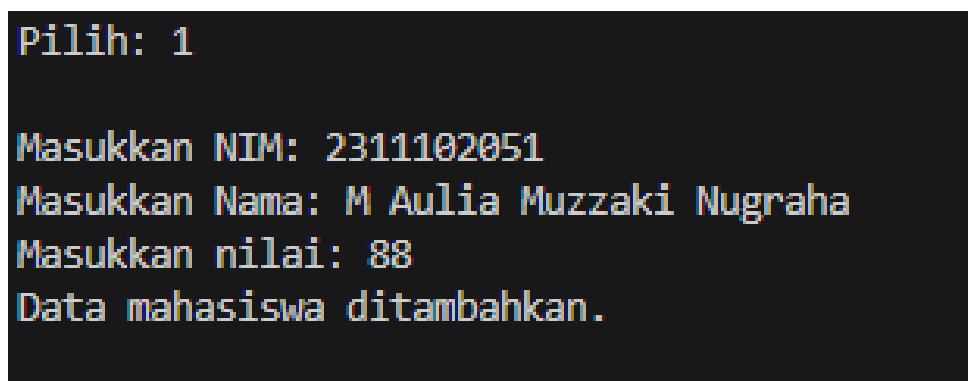 Pilih: 1
Masukkan NIM: 2311102051
Masukkan Nama: M Aulia Muzzaki Nugraha
Masukkan nilai: 88
Data mahasiswa ditambahkan.